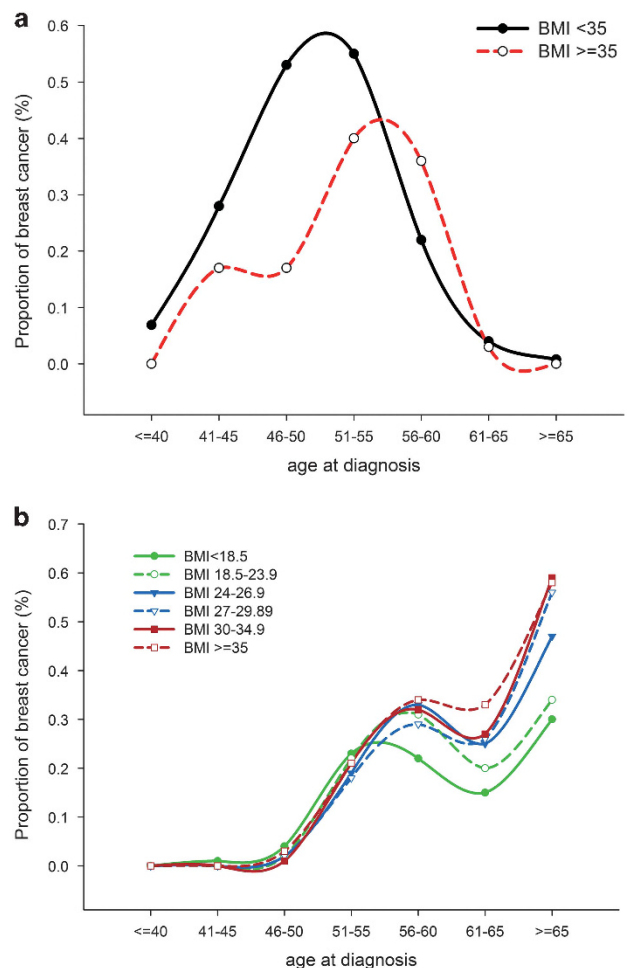 a
Proportion of breast cancer (%)
0.6
0.5
0.4
0.3
0.2
0.1
0.0
BMI <35
BMI >=35
<=40 41-45 46-50 51-55 56-60 61-65 >=65
age at diagnosis
b
Proportion of breast cancer (%)
0.7
0.6
0.5
0.4
0.3
0.2
0.1
0.0
BMI<18.5
BMI 18.5-23.9
BMI 24-26.9
BMI 27-29.89
BMI 30-34.9
BMI >=35
<=40 41-45 46-50 51-55 56-60 61-65 >=65
age at diagnosis